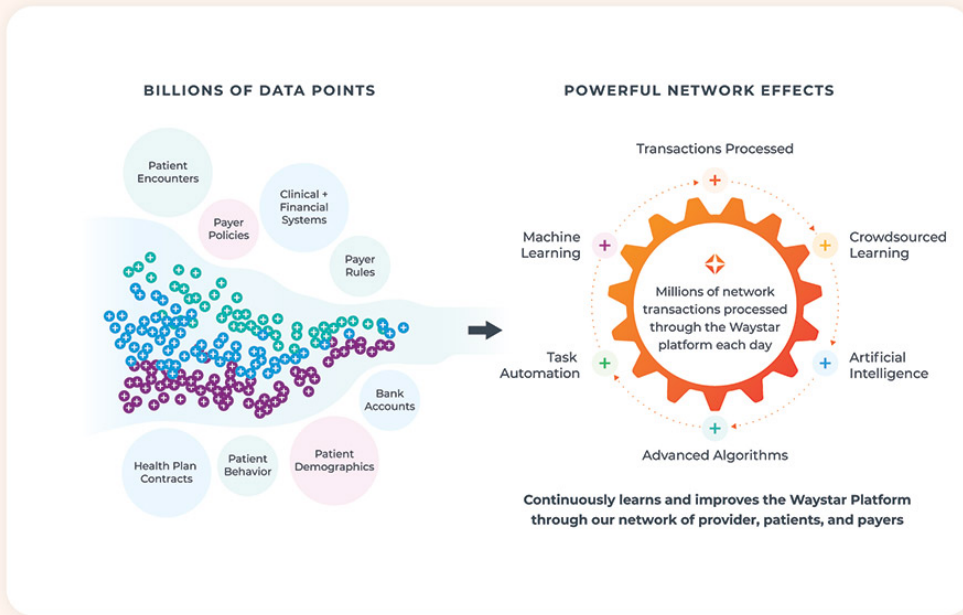 BILLIONS OF DATA POINTS
Patient
Encounters
Payer
Policies
Clinical +
Financial
Systems
Payer
Rules
Bank
Accounts
Health Plan
Contracts
Patient
Behavior
Patient
Demographics
POWERFUL NETWORK EFFECTS
Transactions Processed
Machine
Learning
Crowdsourced
Learning
Millions of network
transactions processed
through the Waystar
platform each day
Task
Automation
Artificial
Intelligence
Advanced Algorithms
Continuously learns and improves the Waystar Platform
through our network of provider, patients, and payers